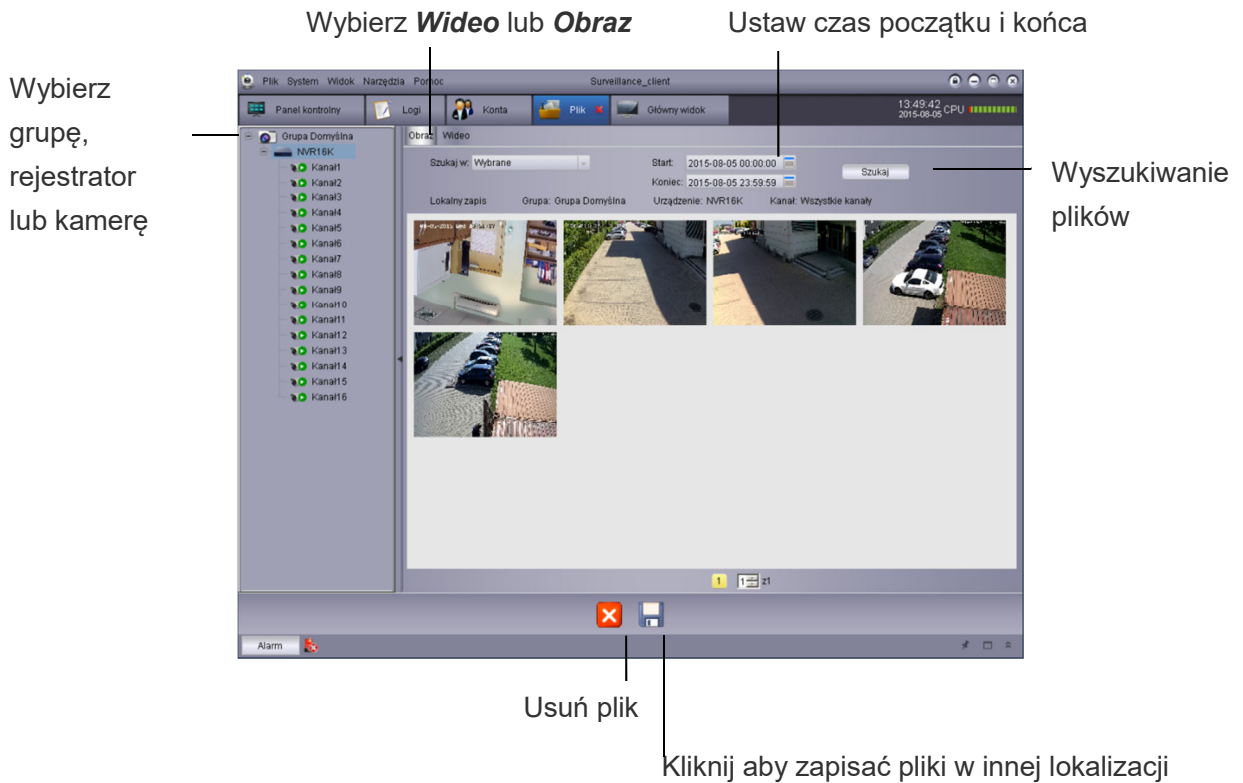 Wybierz Wideo lub Obraz
Ustaw czas początku i końca
Wybierz
grupę,
rejestrator
lub kamerę
Plik System Widok Narzędzia Pomoc
Surveillance_client
Panel kontrolny
Logi
Konta
Plik
Główny widok
13:49:42
2015-08-05
CPU
Grupa Domyślna
NVR16K
Kanał1
Kanał2
Kanał3
Kanał4
Kanał5
Kanał6
Kanał7
Kanał8
Kanał9
Kanał10
Kanał11
Kanał12
Kanał13
Kanał14
Kanał15
Kanał16
Obraz Wideo
Szukaj w: Wybrane
Start: 2015-08-05 00:00:00
Koniec: 2015-08-05 23:59:59
Szukaj
Lokalny zapis Grupa: Grupa Domyślna Urządzenie: NVR16K Kanał: Wszystkie kanały
Wyszukiwanie
plików
1 1 z1
Alarm
Usuń plik
Kliknij aby zapisać pliki w innej lokalizacji